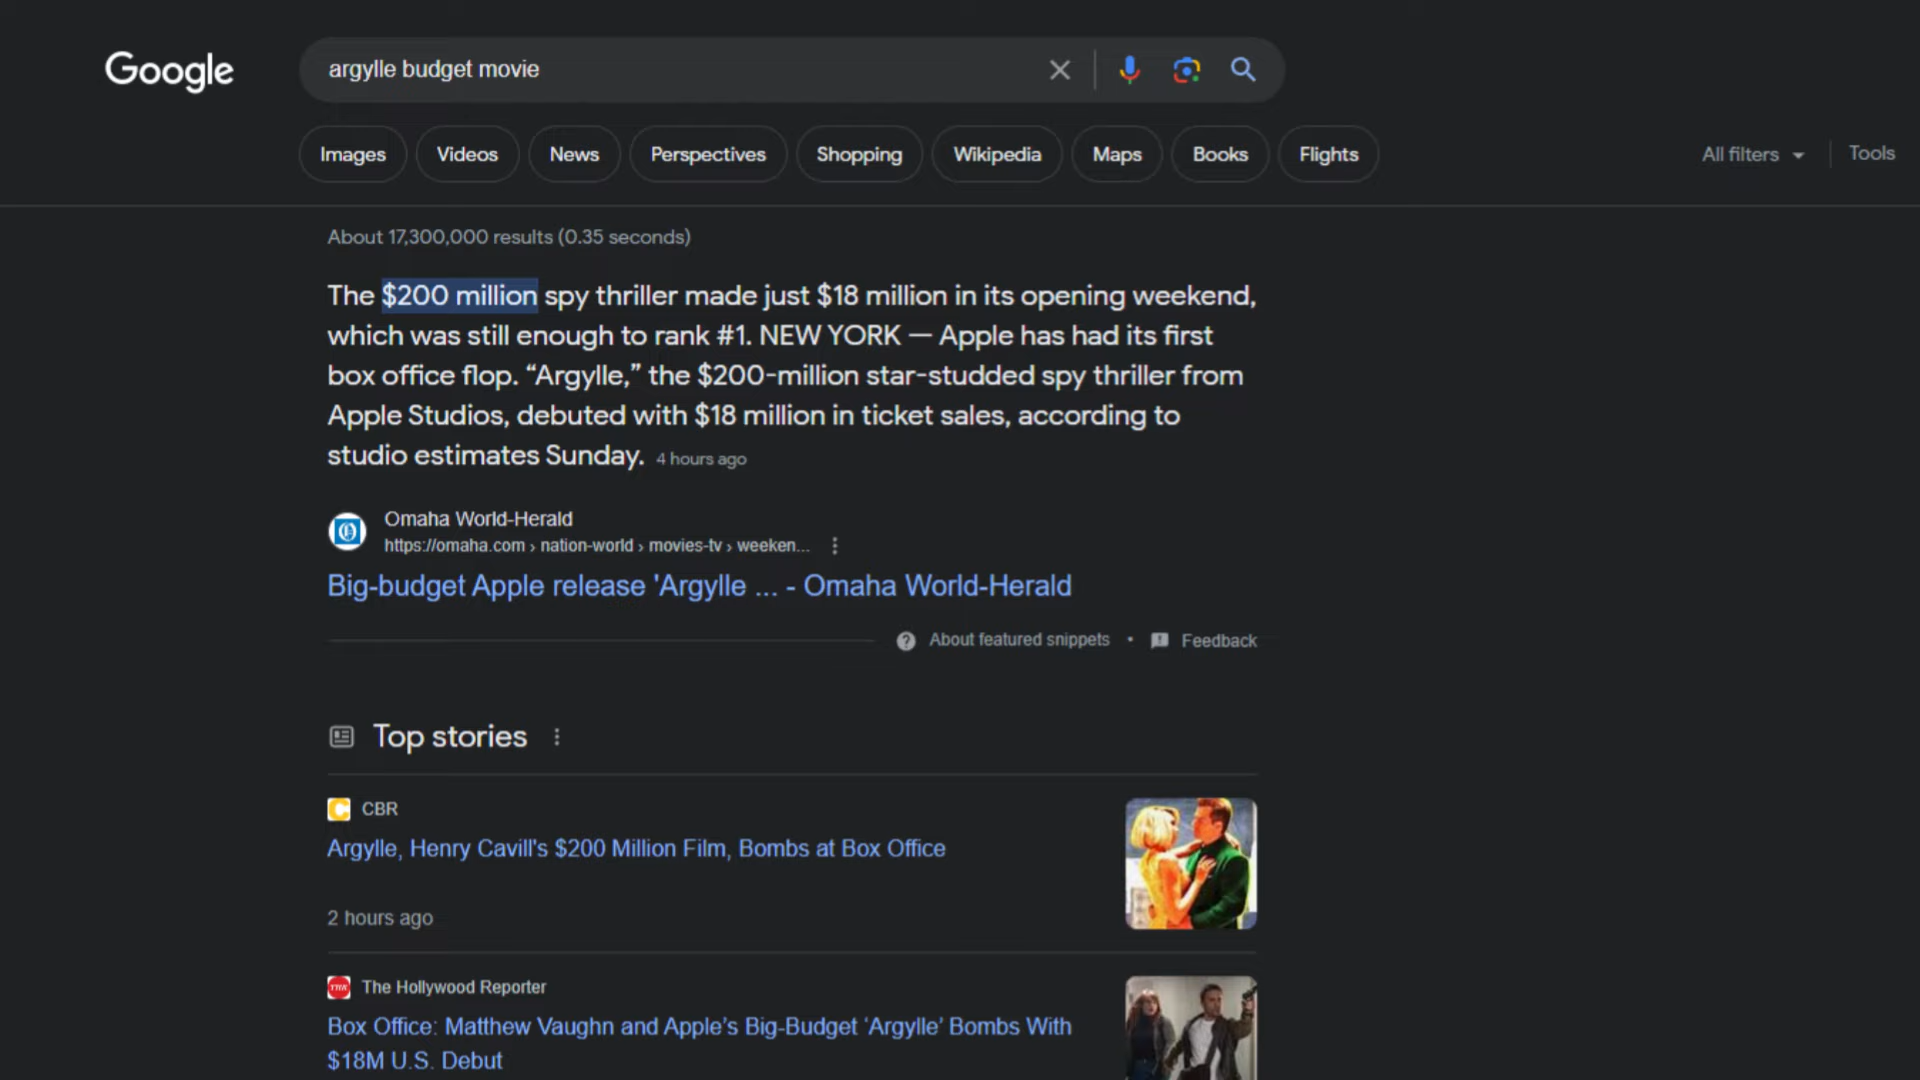 Google
argylle budget movie
Images Videos News Perspectives Shopping Wikipedia Maps Books Flights All filters Tools
About 17,300,000 results (0.35 seconds)
The $200 million spy thriller made just $18 million in its opening weekend,
which was still enough to rank #1. NEW YORK — Apple has had its first
box office flop. “Argylle,” the $200-million star-studded spy thriller from
Apple Studios, debuted with $18 million in ticket sales, according to
studio estimates Sunday. 4 hours ago
Omaha World-Herald
https://omaha.com › nation-world › movies-tv › weeken...
Big-budget Apple release 'Argylle ... - Omaha World-Herald
About featured snippets • Feedback
Top stories
CBR
Argylle, Henry Cavill's $200 Million Film, Bombs at Box Office
2 hours ago
THR The Hollywood Reporter
Box Office: Matthew Vaughn and Apple’s Big-Budget ‘Argylle’ Bombs With
$18M U.S. Debut